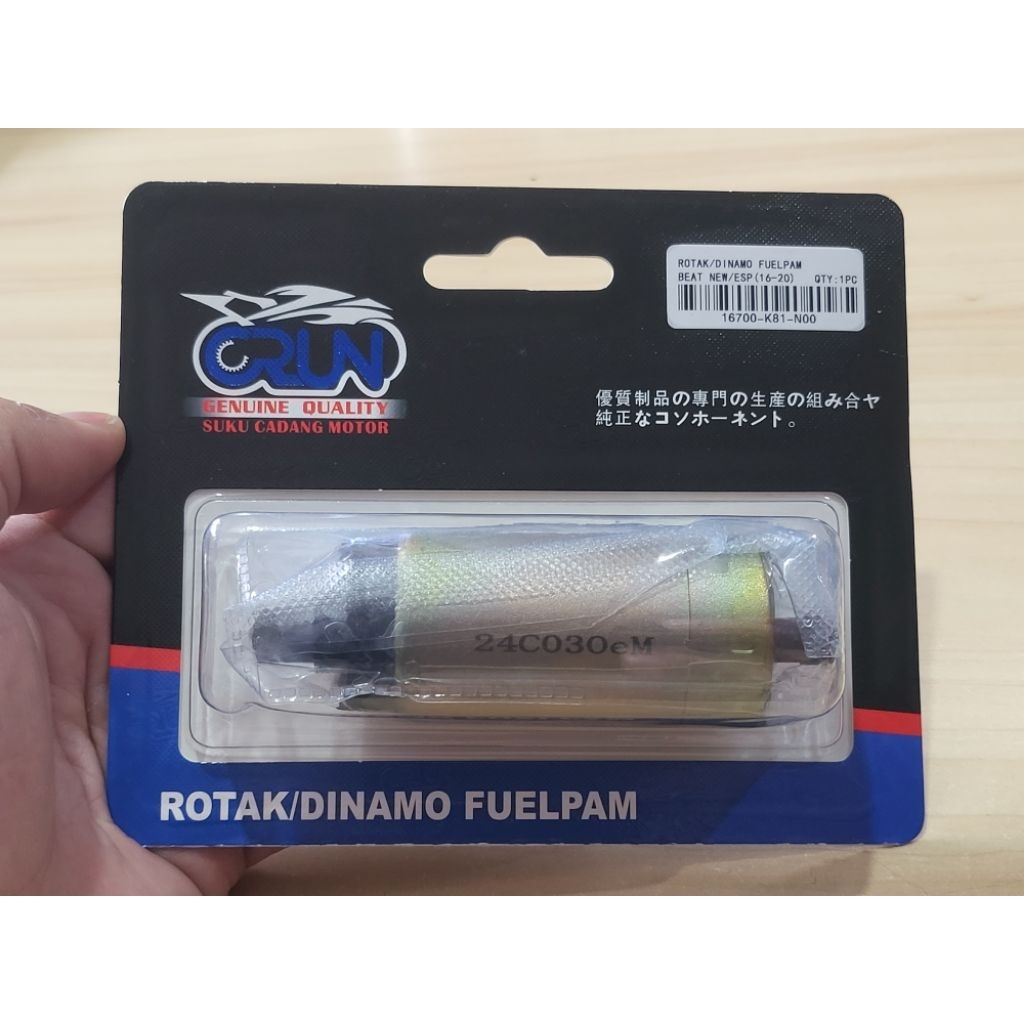 ROTAK/DINAMO FUELPAM
BEAT NEW/ESP(16-20) QTY:1PC
16700-K81-N00
CRUN
GENUINE QUALITY
SUKU CADANG MOTOR
優質制品の專門の生産の組み合ヤ
純正なコソホーネント。
24C030eM
ROTAK/DINAMO FUELPAM